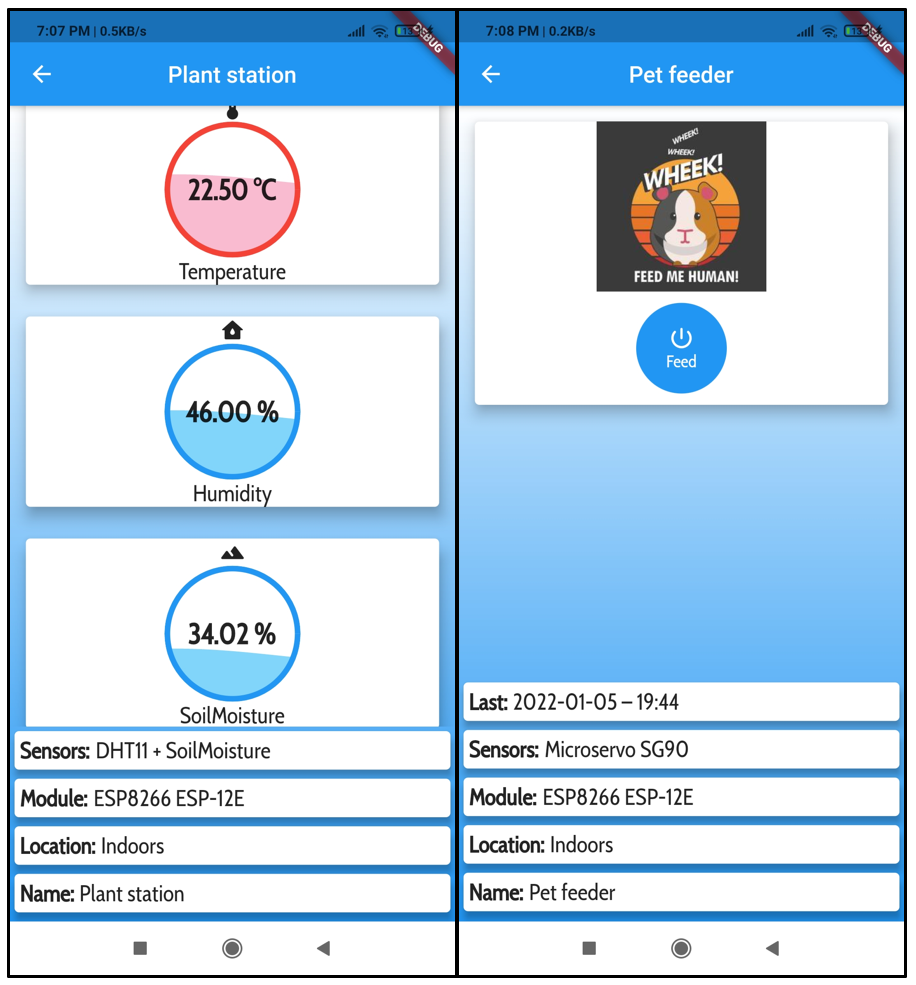 7:07 PM | 0.5KB/s
DEBUG
Plant station
22.50 °C
Temperature
46.00 %
Humidity
34.02 %
SoilMoisture
Sensors: DHT11 + SoilMoisture
Module: ESP8266 ESP-12E
Location: Indoors
Name: Plant station
7:08 PM | 0.2KB/s
DEBUG
Pet feeder
WHEEK!
WHEEK!
WHEEK!
FEED ME HUMAN!
Feed
Last: 2022-01-05 – 19:44
Sensors: Microservo SG90
Module: ESP8266 ESP-12E
Location: Indoors
Name: Pet feeder